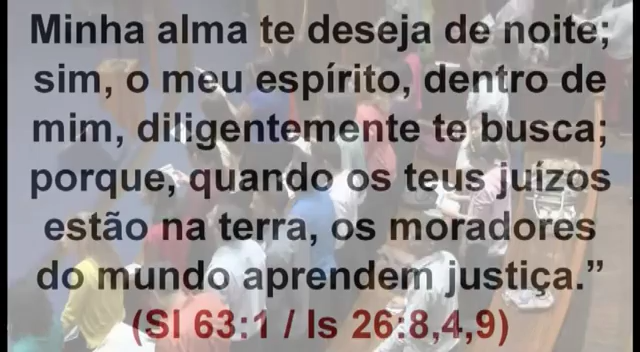 Minha alma te deseja de noite;
sim, o meu espírito, dentro de
mim, diligentemente te busca;
porque, quando os teus juízos
estão na terra, os moradores
do mundo aprendem justiça.”
(Sl 63:1 / Is 26:8,4,9)